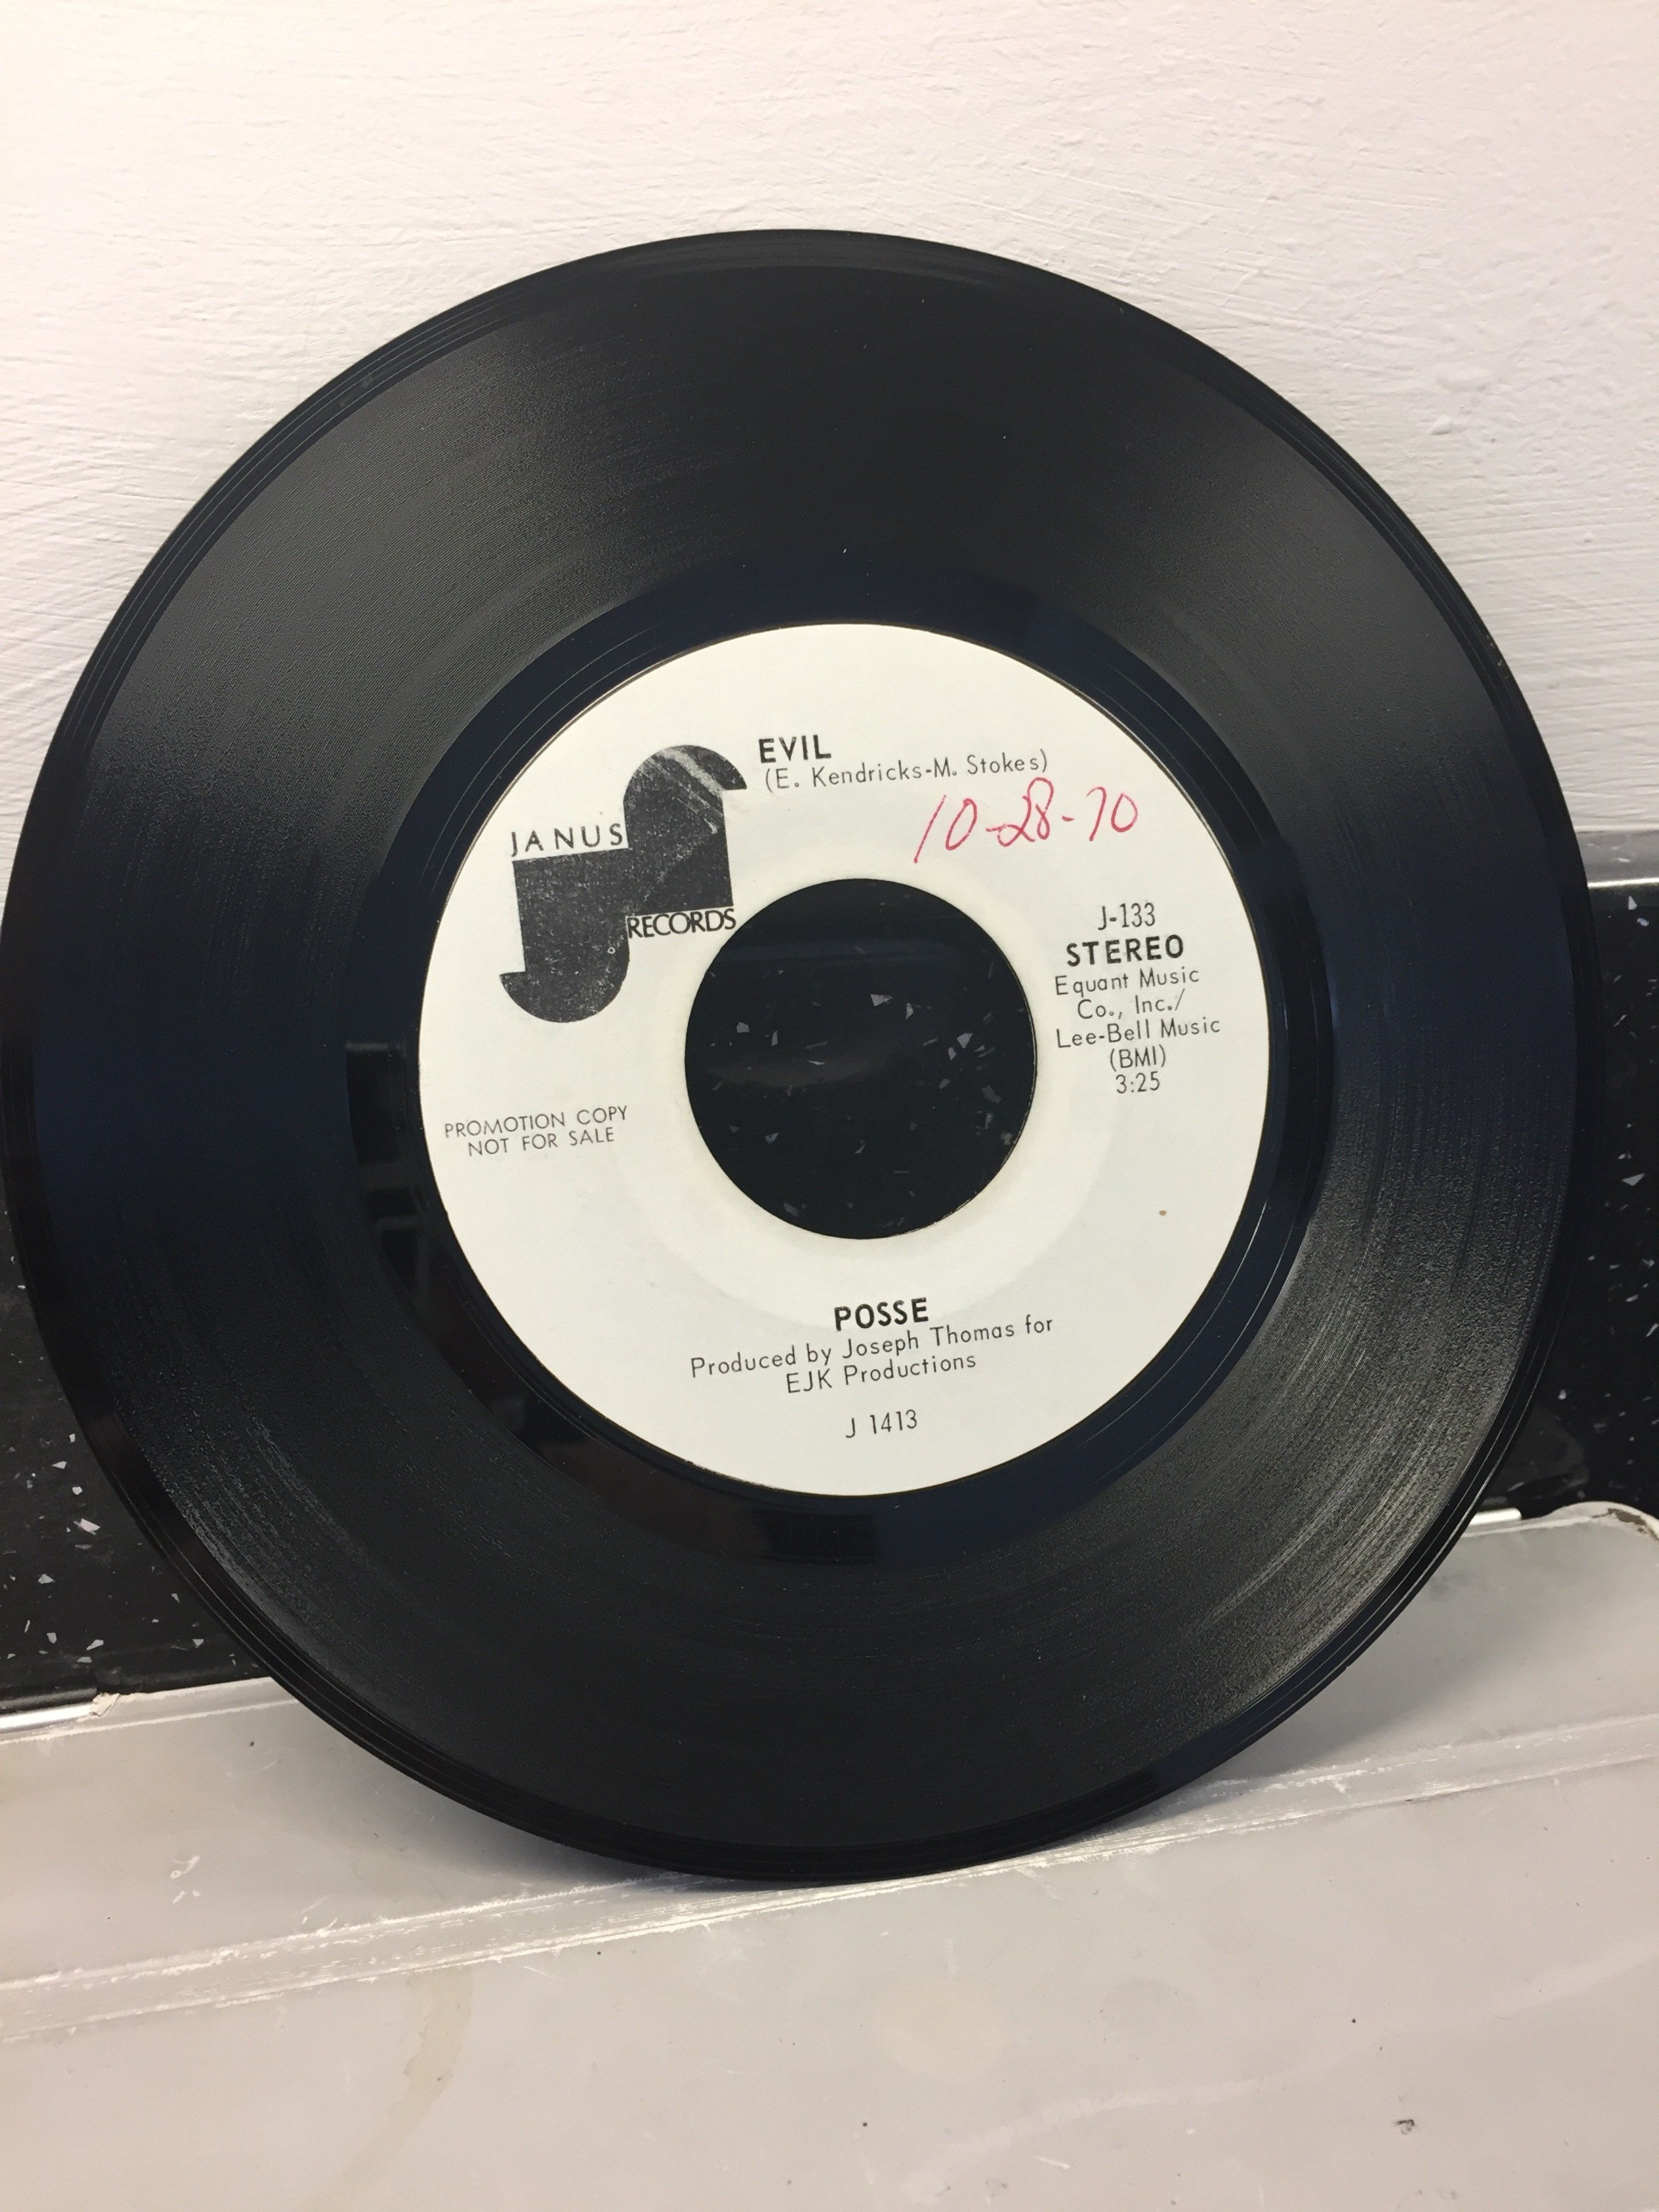 EVIL
(E. Kendricks-M. Stokes)
10-28-70
JANUS
RECORDS
J-133
STEREO
Equant Music
Co., Inc./
Lee-Bell Music
(BMI)
3:25
PROMOTION COPY
NOT FOR SALE
POSSE
Produced by Joseph Thomas for
EJK Productions
J 1413